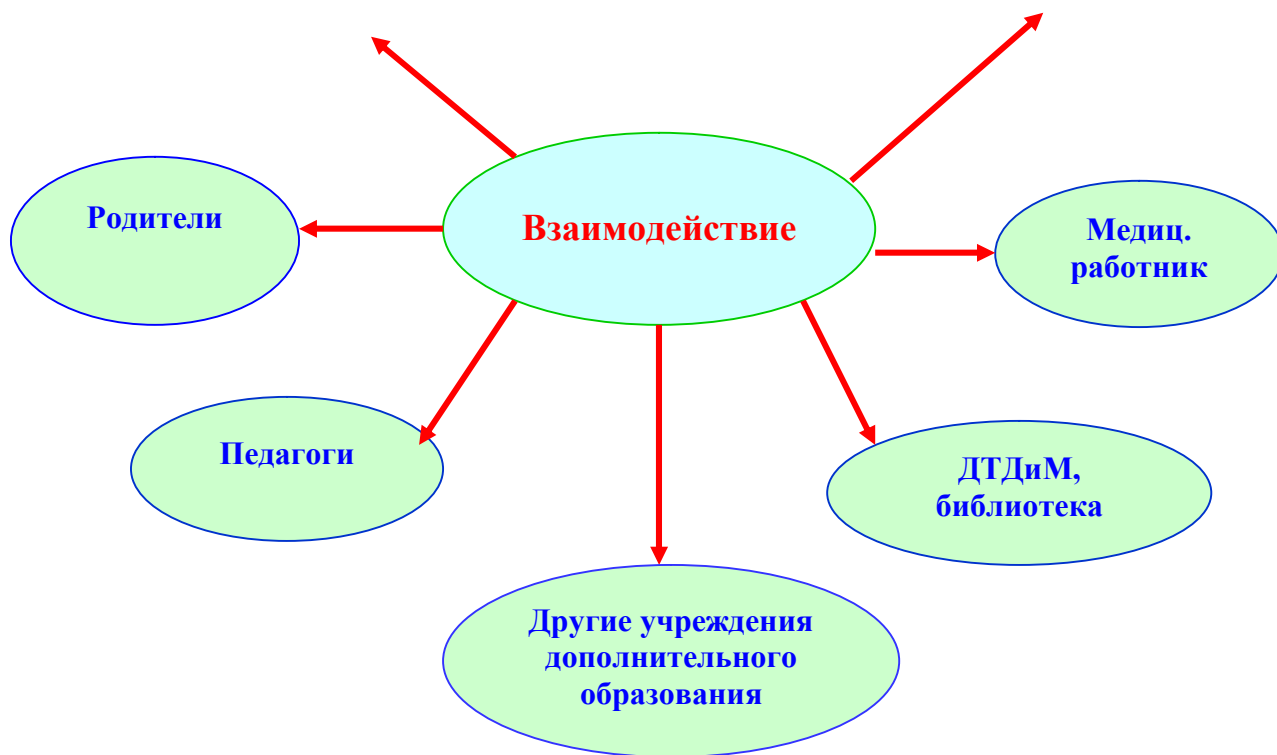 Взаимодействие
Родители
Медиц.
работник
Педагоги
ДТДиМ,
библиотека
Другие учреждения
дополнительного
образования